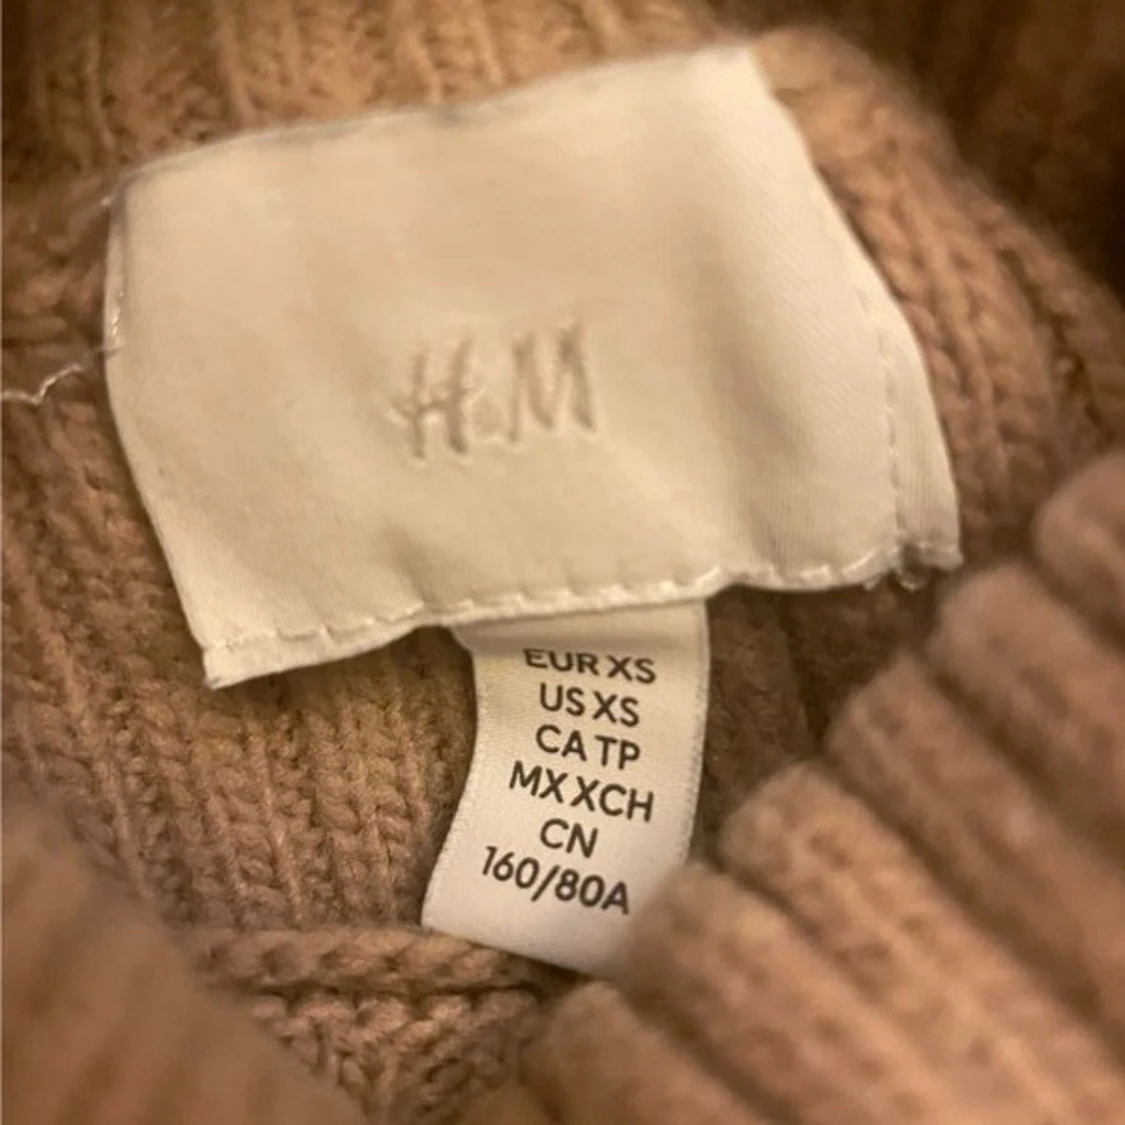 H&M
EUR XS
US XS
CA TP
MX XCH
CN
160/80A